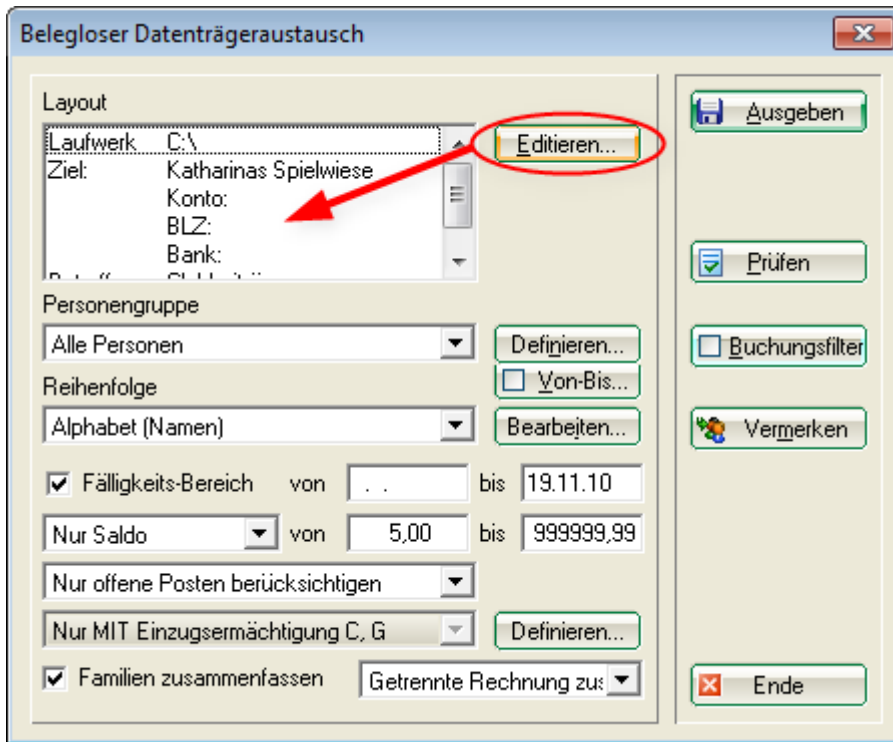 Belegloser Datenträgeraustausch
Layout
Laufwerk C:\
Editieren...
Ziel: Katharinas Spielwiese
Konto:
BLZ:
Bank:
Personengruppe
Alle Personen
Definieren...
Von-Bis...
Reihenfolge
Alphabet (Namen)
Bearbeiten...
Fälligkeits-Bereich von . . bis 19.11.10
Nur Saldo von 5,00 bis 999999,99
Nur offene Posten berücksichtigen
Nur MIT Einzugsermächtigung C, G
Definieren...
Familien zusammenfassen
Getrennte Rechnung
Ausgeben
Prüfen
Buchungsfilter
Vermerken
Ende